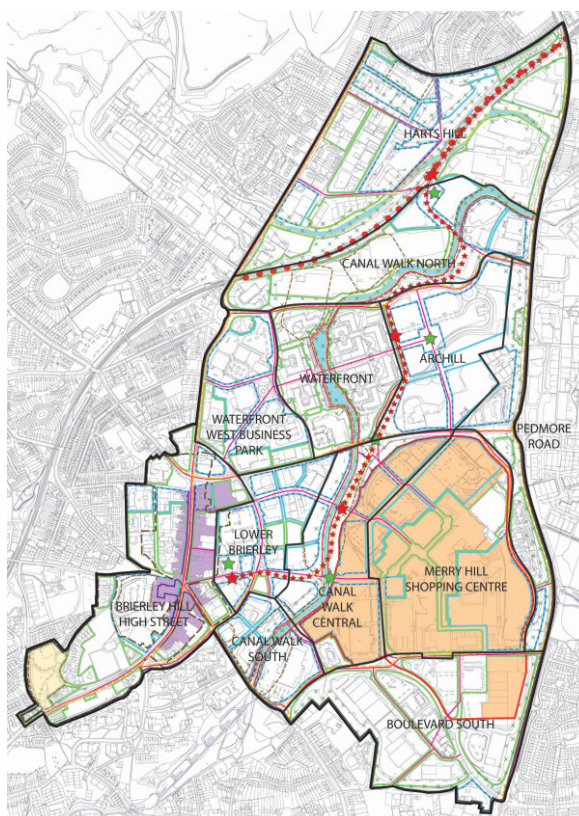 HARTS HILL
CANAL WALK NORTH
ARCHILL
WATERFRONT
WATERFRONT
WEST BUSINESS
PARK
PEDMORE
ROAD
LOWER
BRIERLEY
MERRY HILL
SHOPPING CENTRE
CANAL
WALK
CENTRAL
BRIERLEY HILL
HIGH STREET
CANAL WALK
SOUTH
BOULEVARD SOUTH